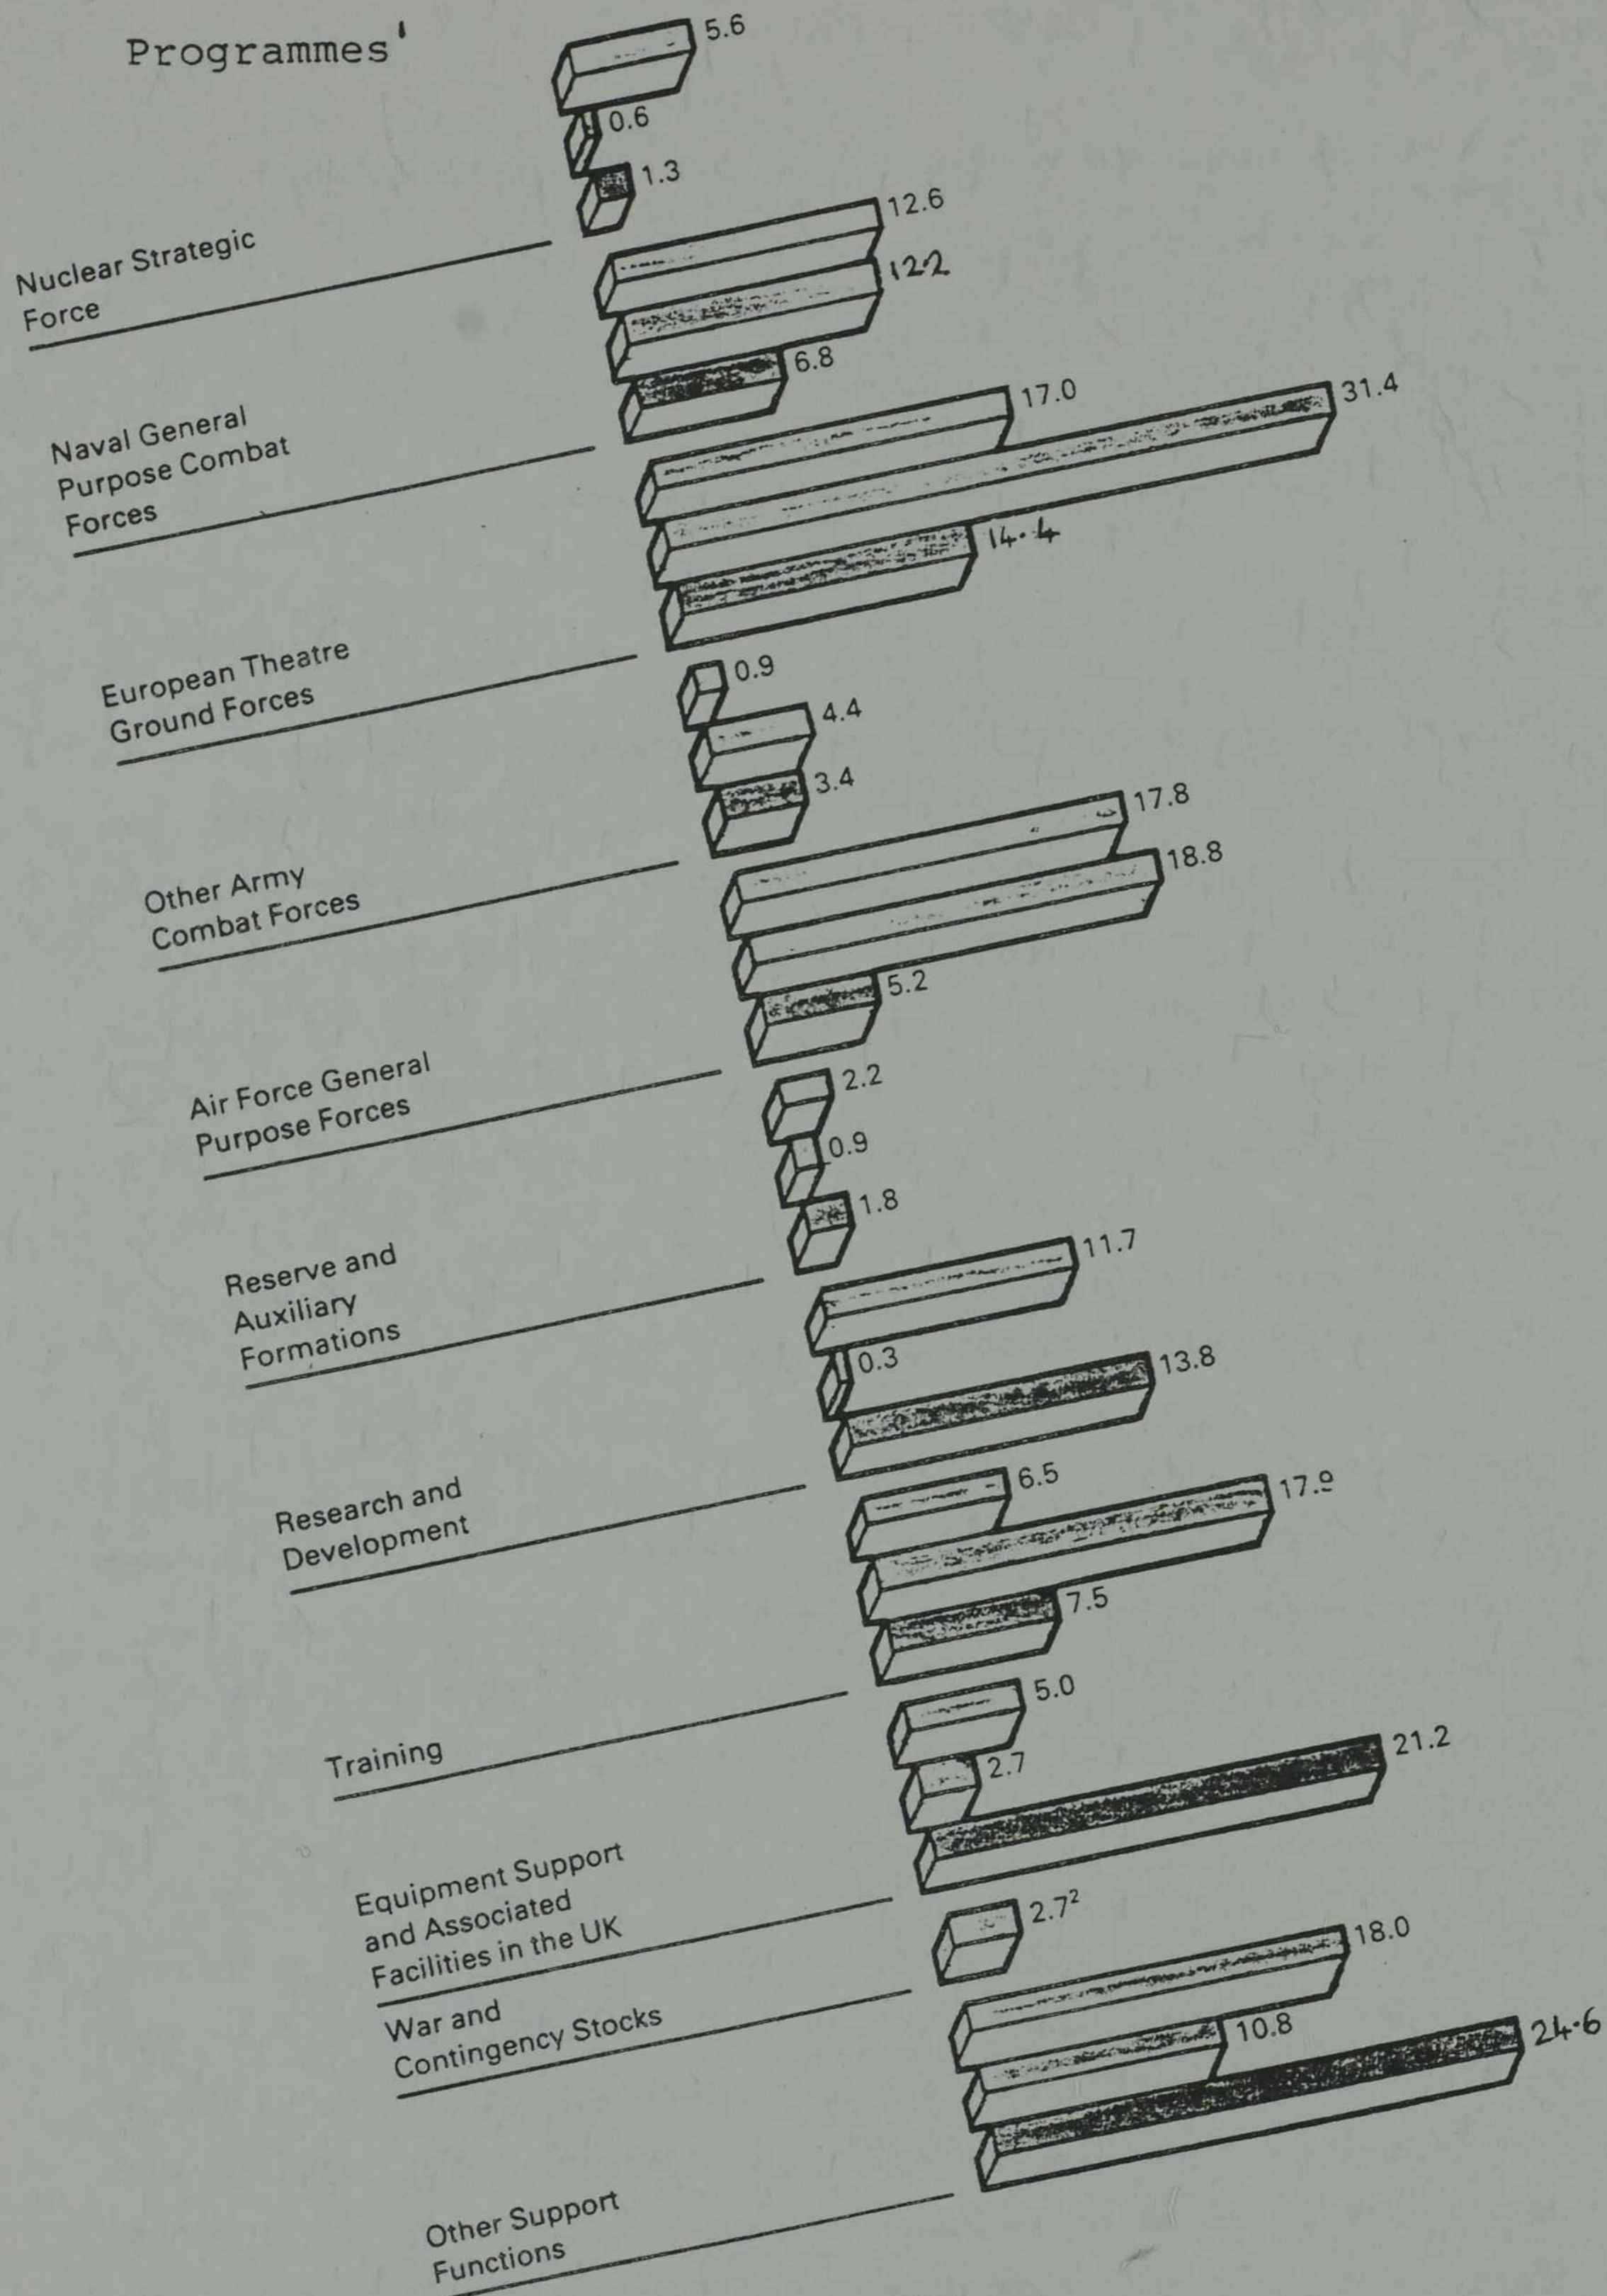 Programmes¹
5.6
0.6
1.3
Nuclear Strategic
Force
12.6
12.2
6.8
Naval General
Purpose Combat
Forces
17.0
31.4
14.4
European Theatre
Ground Forces
0.9
4.4
3.4
Other Army
Combat Forces
17.8
18.8
5.2
Air Force General
Purpose Forces
2.2
0.9
1.8
Reserve and
Auxiliary
Formations
11.7
0.3
13.8
Research and
Development
6.5
17.9
7.5
Training
5.0
2.7
21.2
Equipment Support
and Associated
Facilities in the UK
2.7²
War and
Contingency Stocks
18.0
10.8
24.6
Other Support
Functions